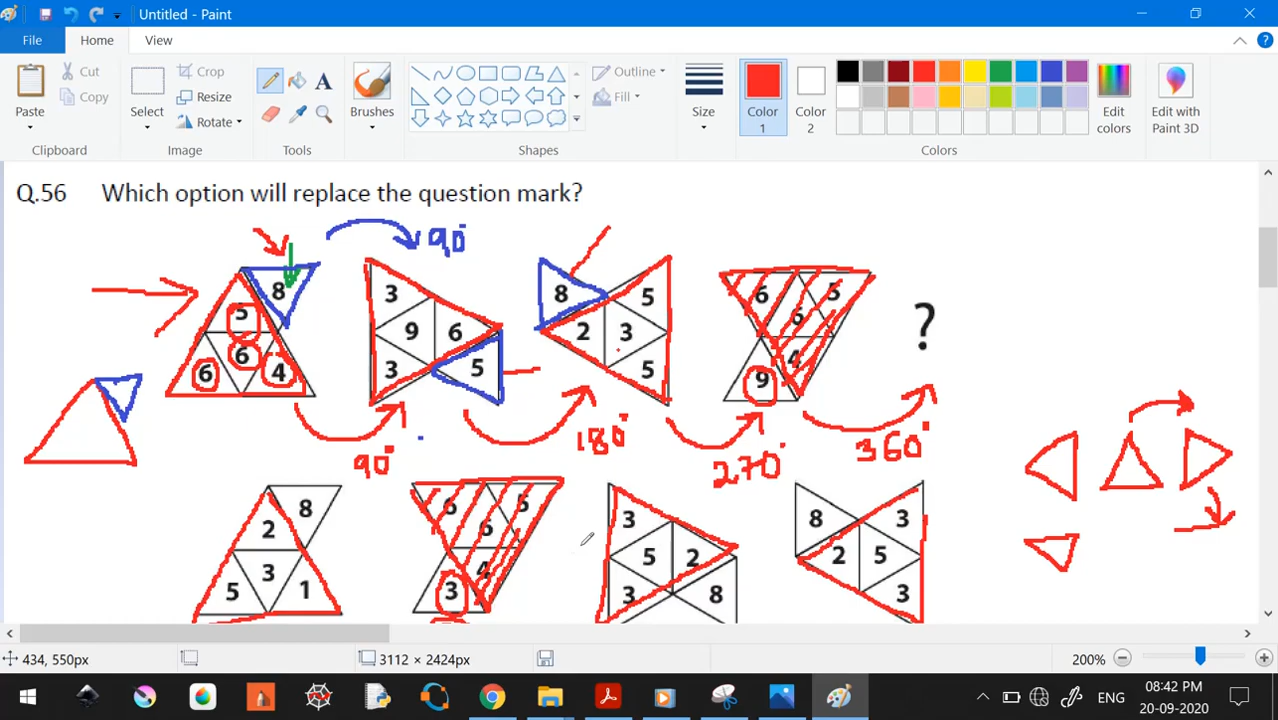 Untitled - Paint
File Home View
Paste
Cut
Copy
Clipboard
Select
Crop
Resize
Rotate
Image
A
Tools
Brushes
Outline
Fill
Shapes
Size
Color 1
Color 2
Edit colors
Colors
Edit with Paint 3D
Q.56 Which option will replace the question mark?
90°
8
5
6 6 4
3
9 6
3 5
8 5
2 3
5
6 6 5
9 4
?
90°
180°
270°
360°
2 8
5 3 1
6 6 5
3 4
3
5 2
3 8
8 3
2 5
3
434, 550px
3112 × 2424px
200%
ENG
08:42 PM
20-09-2020